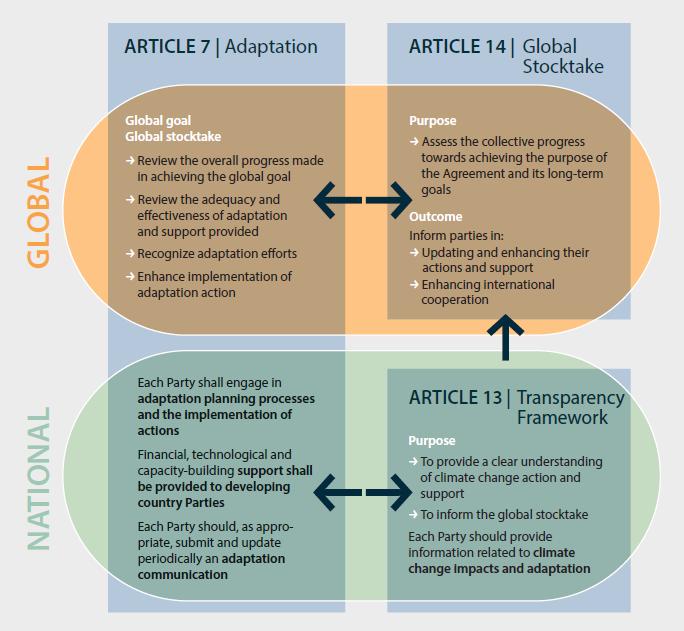 ARTICLE 7 | Adaptation
ARTICLE 14 | Global
Stocktake
GLOBAL
Global goal
Global stocktake
→ Review the overall progress made
in achieving the global goal
→ Review the adequacy and
effectiveness of adaptation
and support provided
→ Recognize adaptation efforts
→ Enhance implementation of
adaptation action
Purpose
→ Assess the collective progress
towards achieving the purpose of
the Agreement and its long-term
goals
Outcome
Inform parties in:
→ Updating and enhancing their
actions and support
→ Enhancing international
cooperation
NATIONAL
Each Party shall engage in
adaptation planning processes
and the implementation of
actions
Financial, technological and
capacity-building support shall
be provided to developing
country Parties
Each Party should, as appro-
priate, submit and update
periodically an adaptation
communication
ARTICLE 13 | Transparency
Framework
Purpose
→ To provide a clear understanding
of climate change action and
support
→ To inform the global stocktake
Each Party should provide
information related to climate
change impacts and adaptation